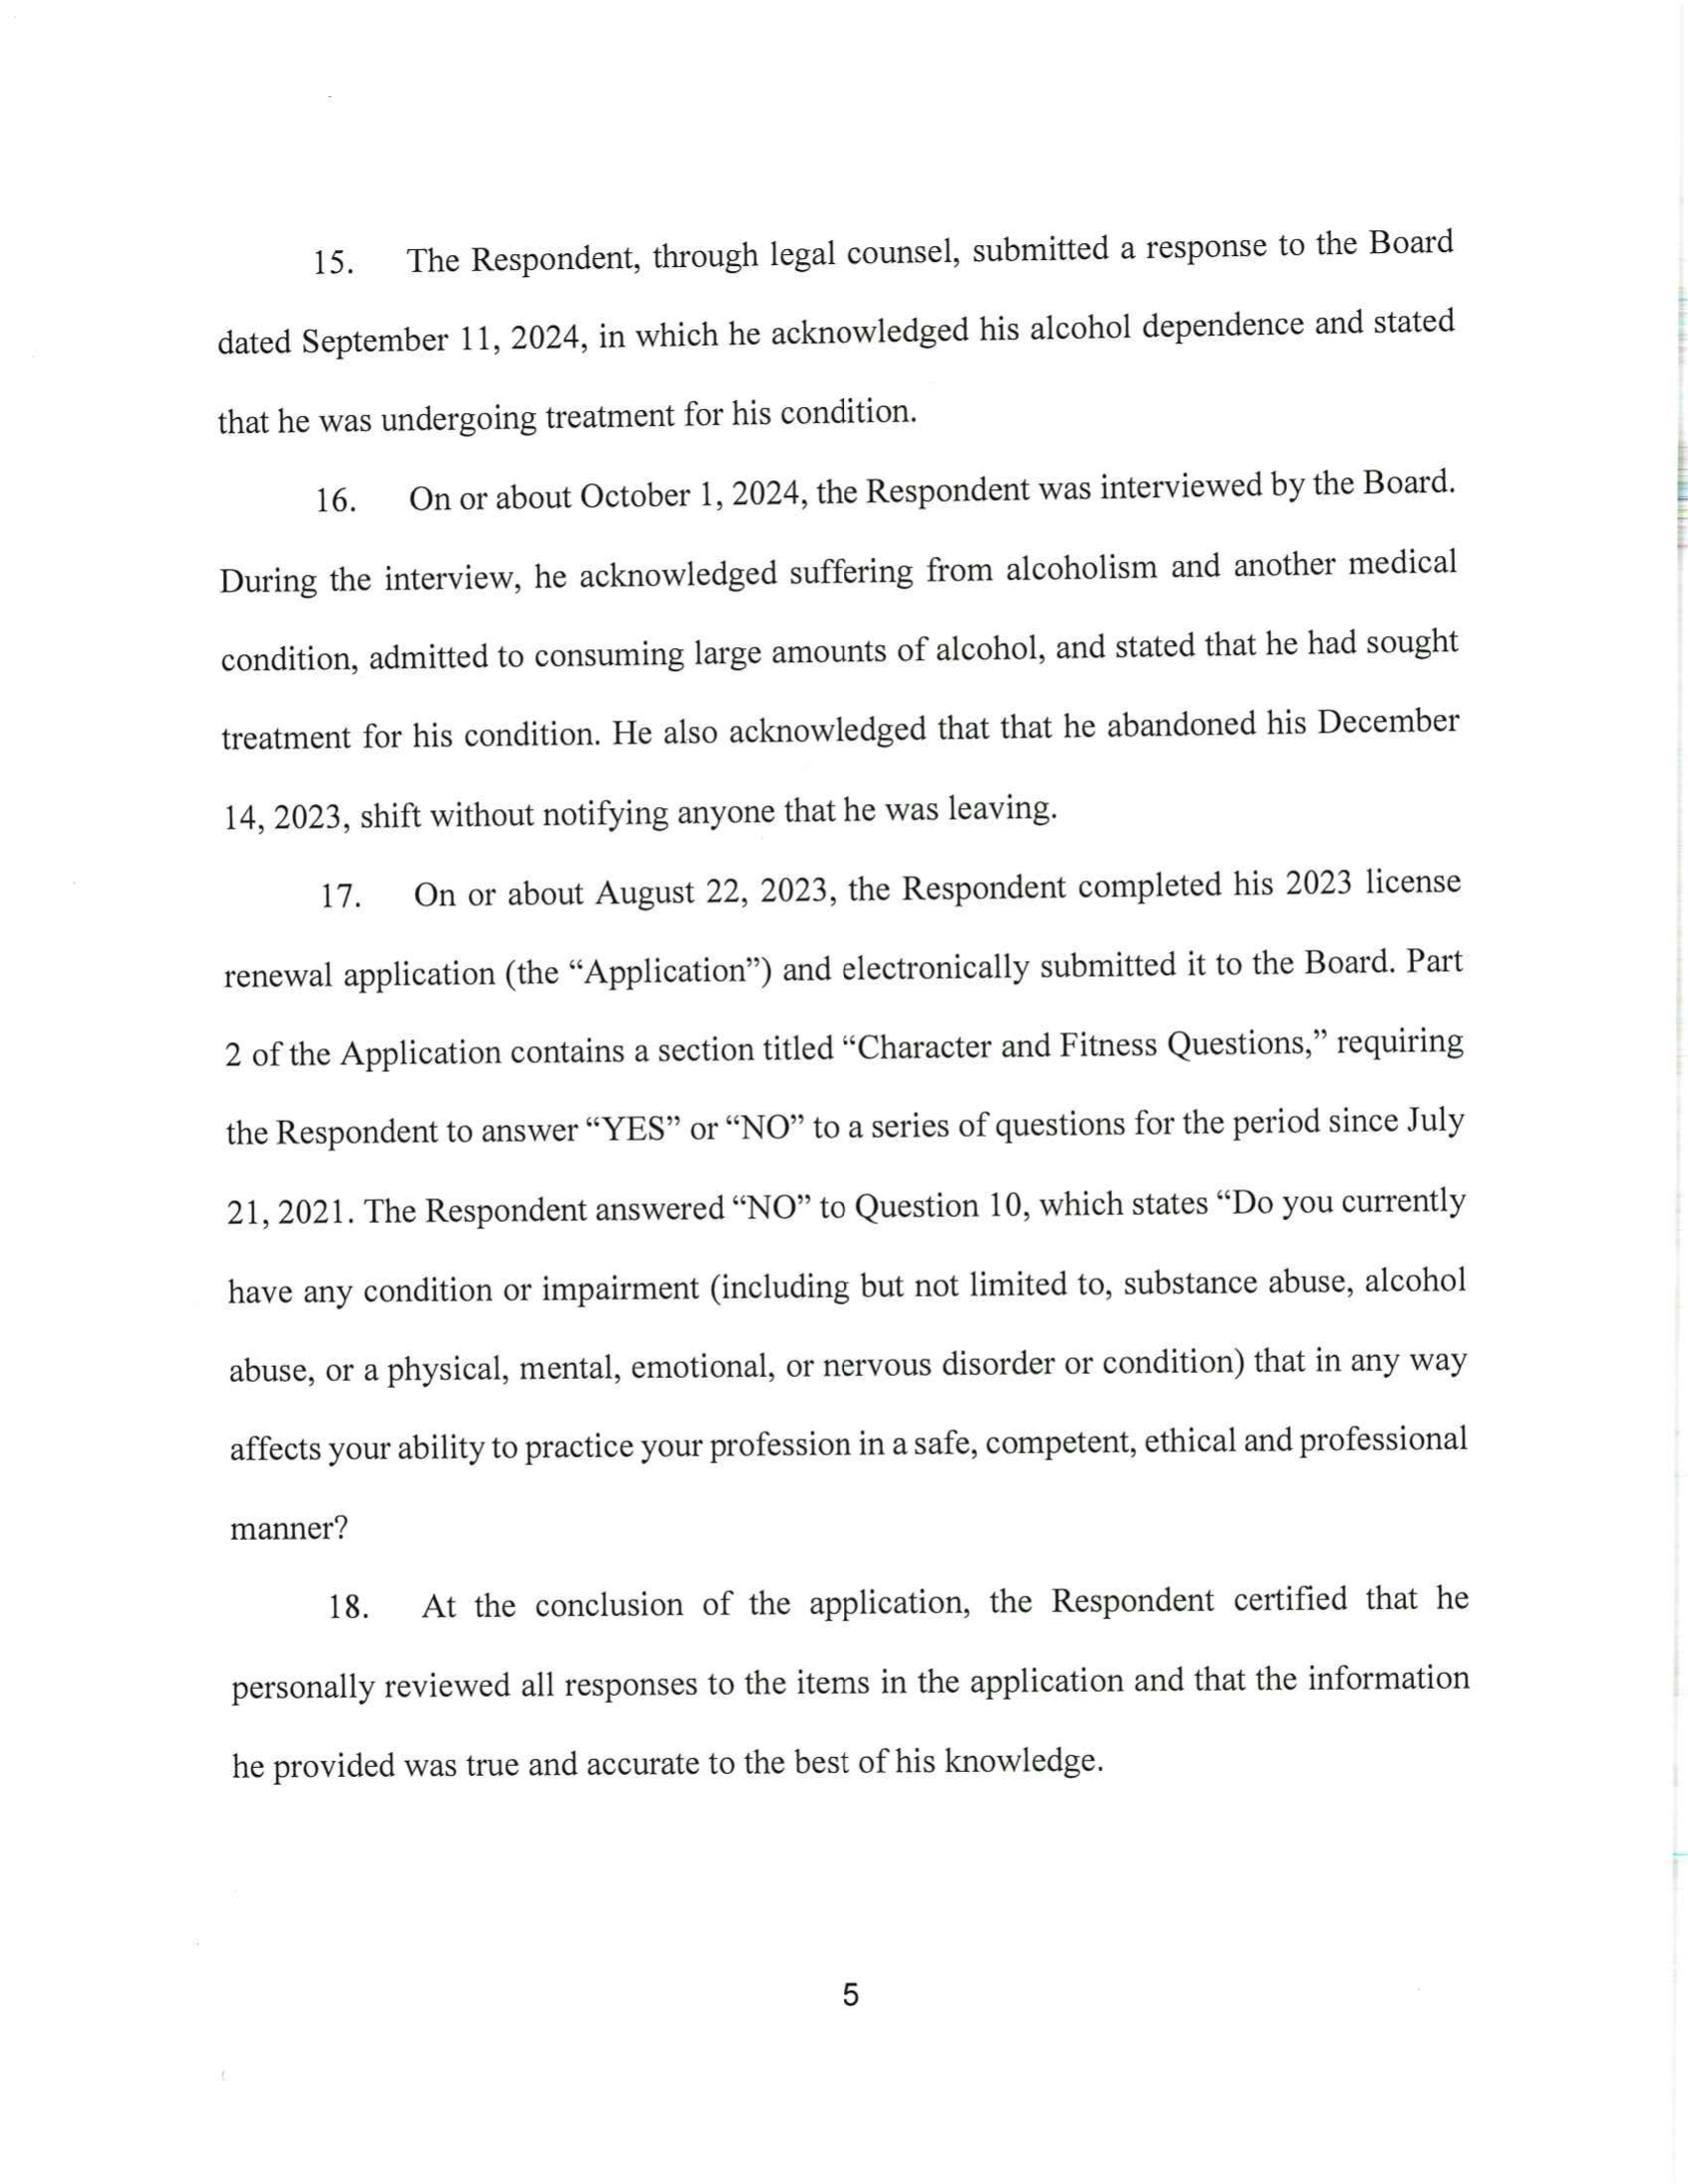 15. The Respondent, through legal counsel, submitted a response to the Board
dated September 11, 2024, in which he acknowledged his alcohol dependence and stated
that he was undergoing treatment for his condition.
16. On or about October 1, 2024, the Respondent was interviewed by the Board.
During the interview, he acknowledged suffering from alcoholism and another medical
condition, admitted to consuming large amounts of alcohol, and stated that he had sought
treatment for his condition. He also acknowledged that that he abandoned his December
14, 2023, shift without notifying anyone that he was leaving.
17. On or about August 22, 2023, the Respondent completed his 2023 license
renewal application (the “Application”) and electronically submitted it to the Board. Part
2 of the Application contains a section titled “Character and Fitness Questions,” requiring
the Respondent to answer “YES” or “NO” to a series of questions for the period since July
21, 2021. The Respondent answered “NO” to Question 10, which states “Do you currently
have any condition or impairment (including but not limited to, substance abuse, alcohol
abuse, or a physical, mental, emotional, or nervous disorder or condition) that in any way
affects your ability to practice your profession in a safe, competent, ethical and professional
manner?
18. At the conclusion of the application, the Respondent certified that he
personally reviewed all responses to the items in the application and that the information
he provided was true and accurate to the best of his knowledge.
5